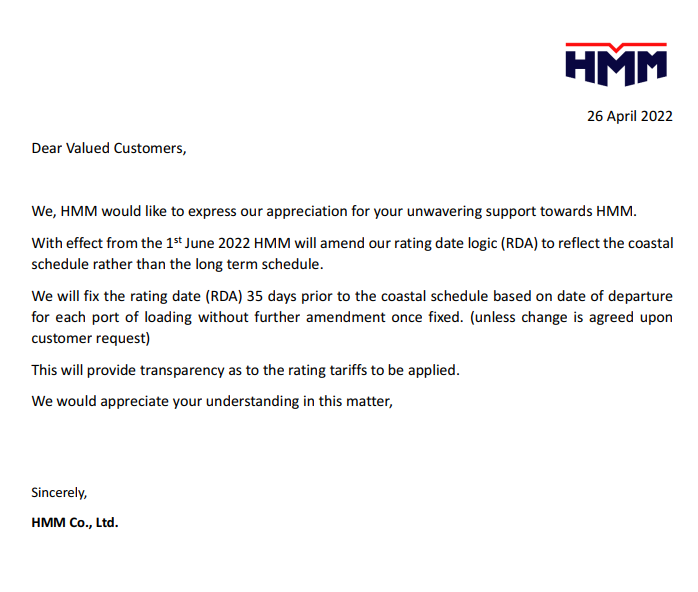 HMM
26 April 2022
Dear Valued Customers,
We, HMM would like to express our appreciation for your unwavering support towards HMM.
With effect from the 1st June 2022 HMM will amend our rating date logic (RDA) to reflect the coastal
schedule rather than the long term schedule.
We will fix the rating date (RDA) 35 days prior to the coastal schedule based on date of departure
for each port of loading without further amendment once fixed. (unless change is agreed upon
customer request)
This will provide transparency as to the rating tariffs to be applied.
We would appreciate your understanding in this matter,
Sincerely,
HMM Co., Ltd.